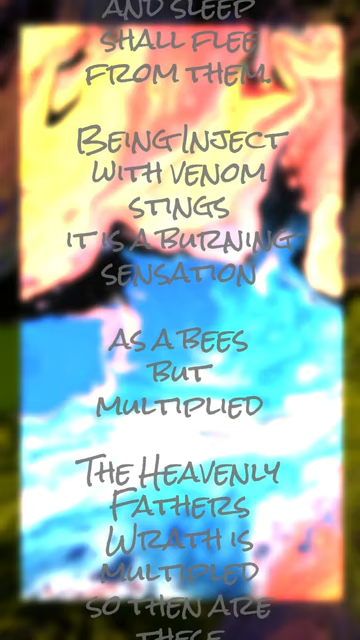 AND SLEEP
SHALL FLEE
FROM THEM.
BEING INJECT
WITH VENOM
STINGS
IT IS A BURNING
SENSATION
AS A BEES
BUT
MULTIPLIED
THE HEAVENLY
FATHERS
WRATH IS
MULTIPLED
SO THEN ARE
THESE